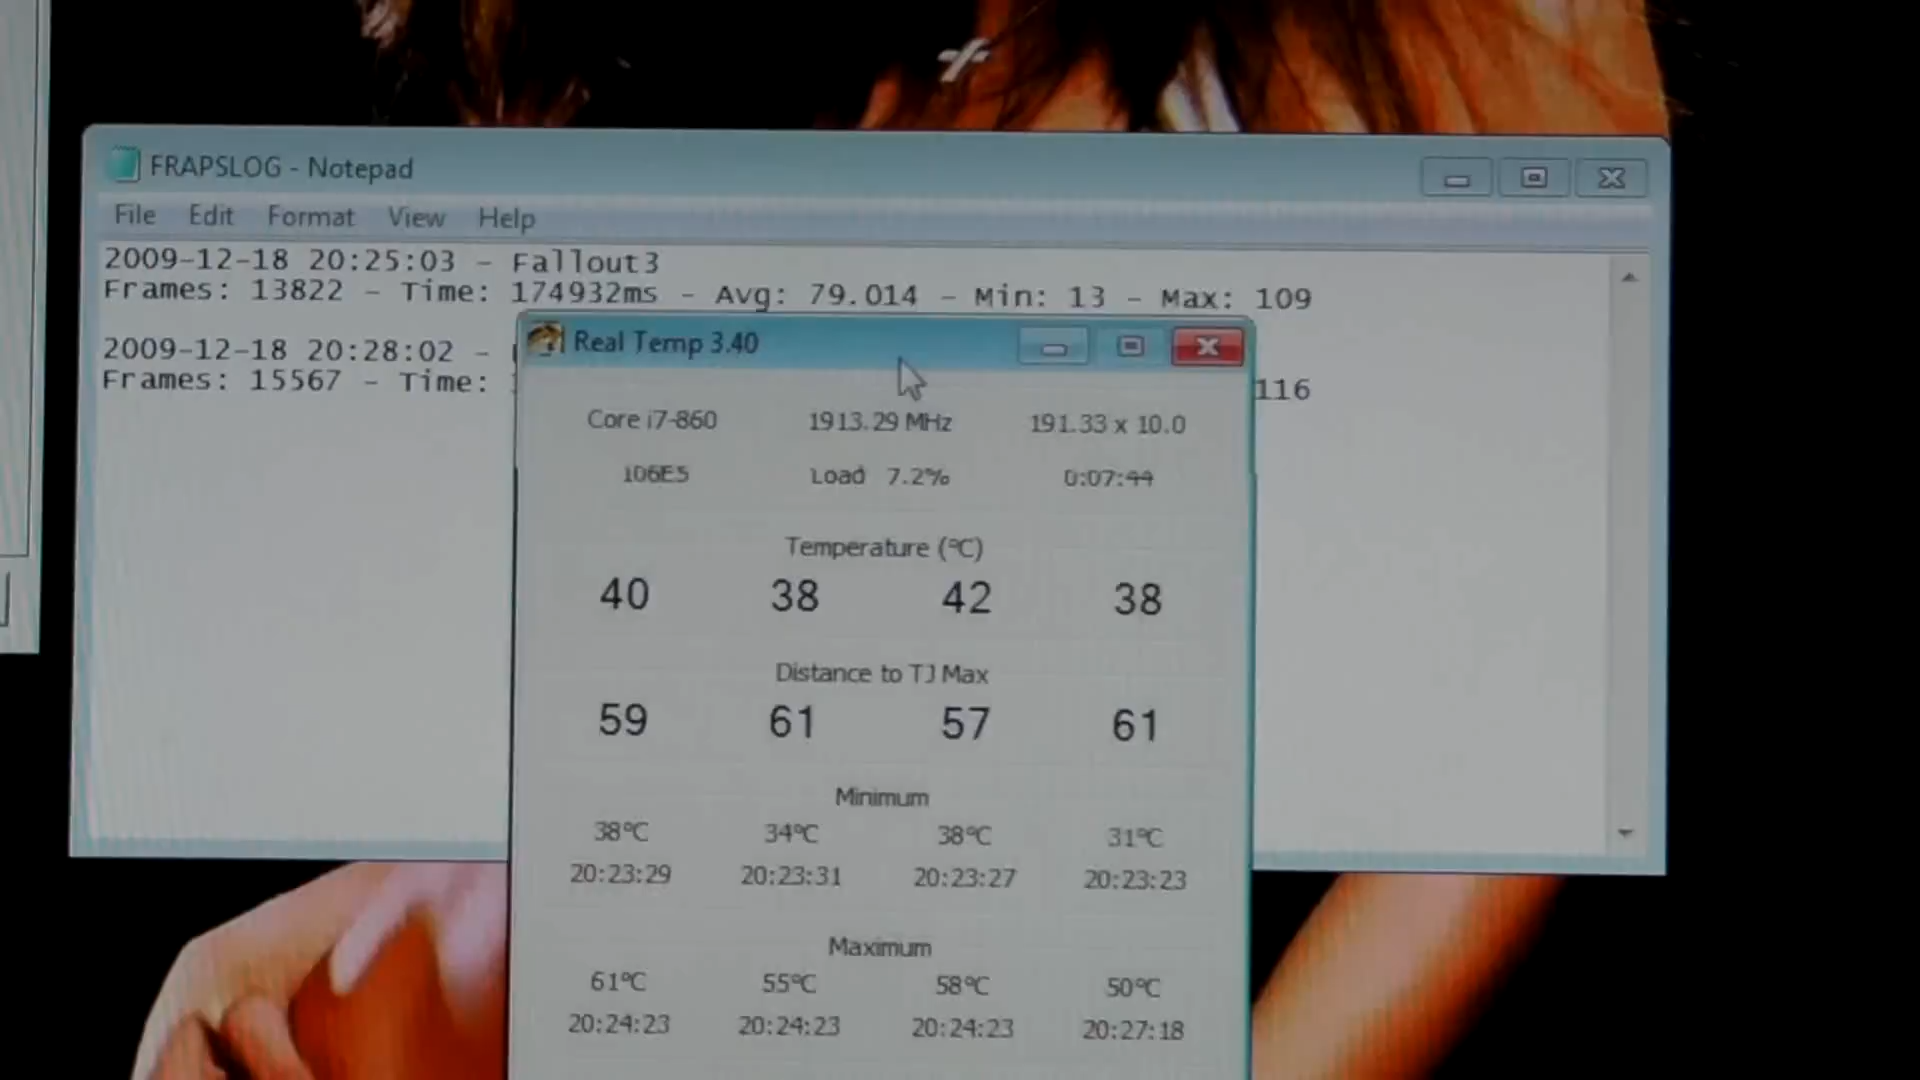 FRAPSLOG - Notepad
File Edit Format View Help
2009-12-18 20:25:03 - Fallout3
Frames: 13822 - Time: 174932ms - Avg: 79.014 - Min: 13 - Max: 109
2009-12-18 20:28:02 -
Frames: 15567 - Time: 116
Real Temp 3.40
Core i7-860 1913.29 MHz 191.33 x 10.0
106E5 Load 7.2% 0:07:44
Temperature (°C)
40 38 42 38
Distance to TJ Max
59 61 57 61
Minimum
38°C 34°C 38°C 31°C
20:23:29 20:23:31 20:23:27 20:23:23
Maximum
61°C 55°C 58°C 50°C
20:24:23 20:24:23 20:24:23 20:27:18